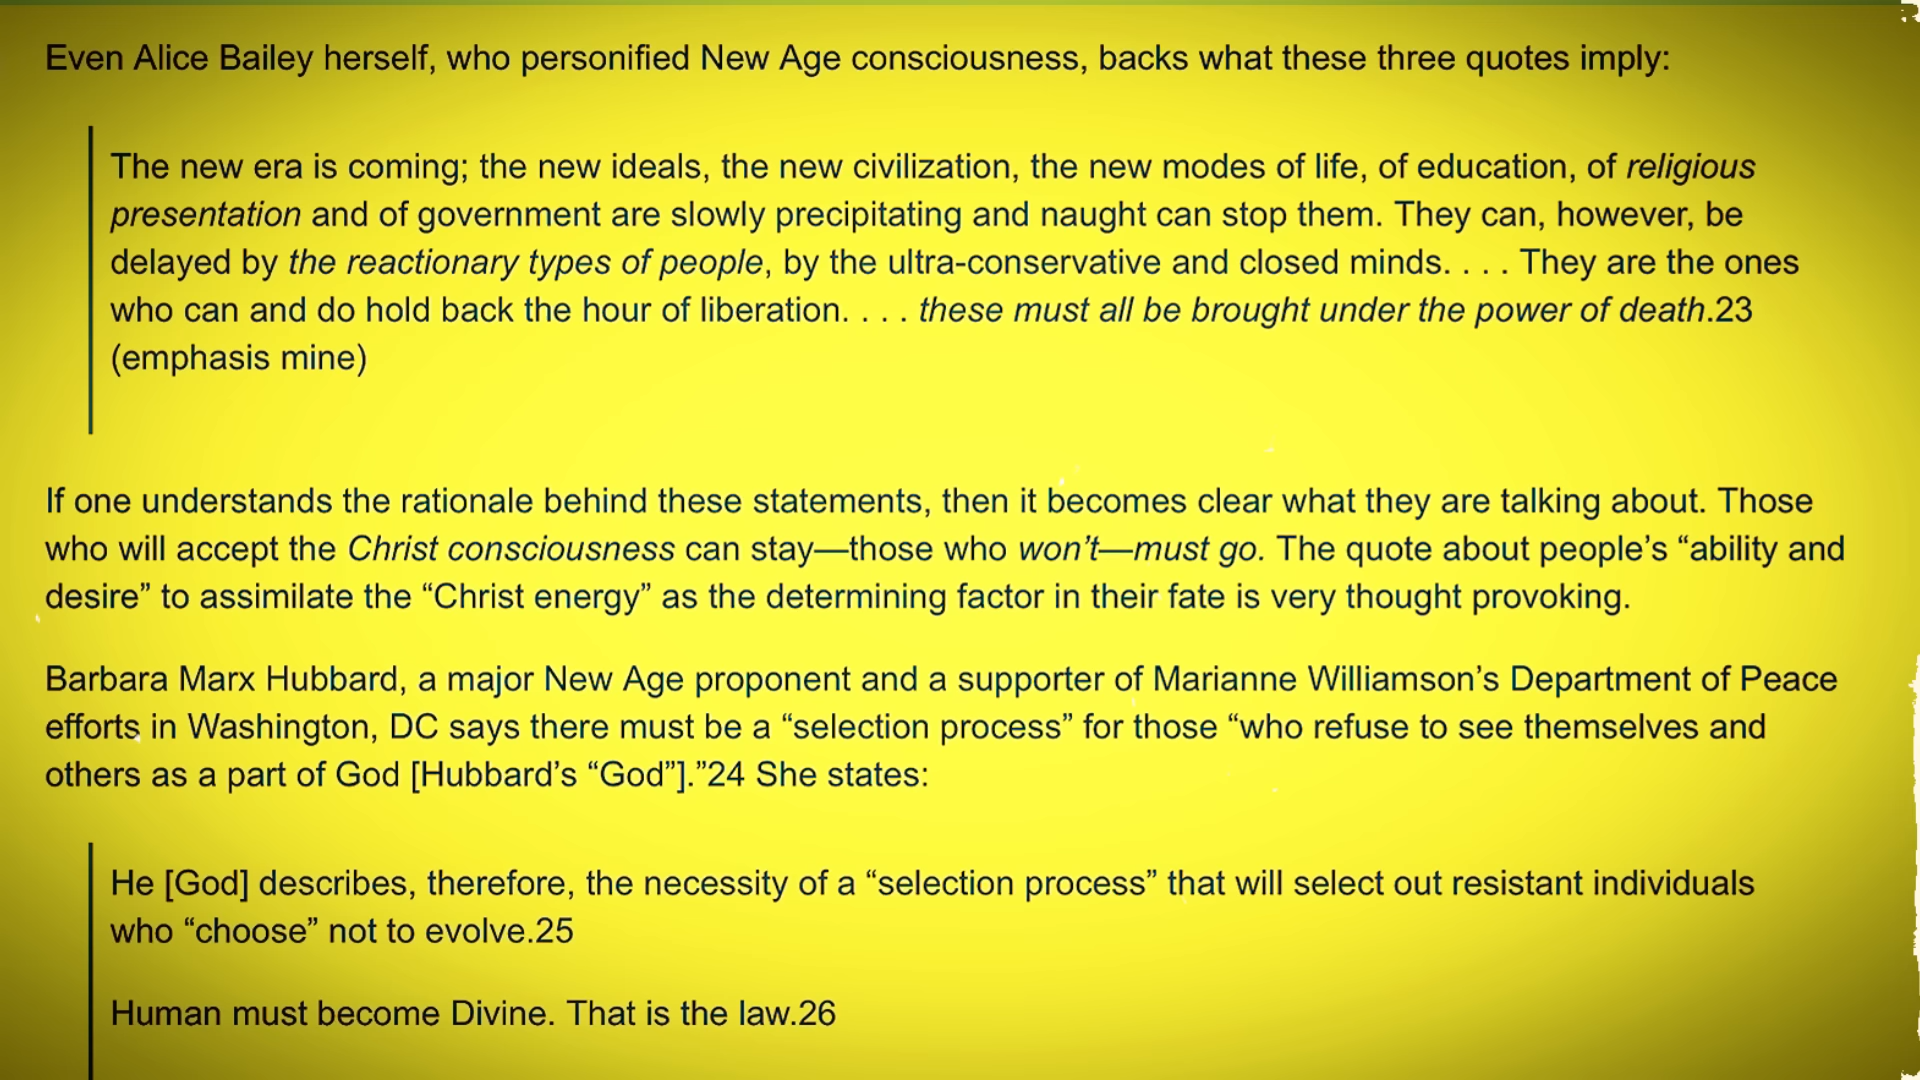 Even Alice Bailey herself, who personified New Age consciousness, backs what these three quotes imply:
The new era is coming; the new ideals, the new civilization, the new modes of life, of education, of religious
presentation and of government are slowly precipitating and naught can stop them. They can, however, be
delayed by the reactionary types of people, by the ultra-conservative and closed minds. . . . They are the ones
who can and do hold back the hour of liberation. . . . these must all be brought under the power of death.23
(emphasis mine)
If one understands the rationale behind these statements, then it becomes clear what they are talking about. Those
who will accept the Christ consciousness can stay—those who won’t—must go. The quote about people’s “ability and
desire” to assimilate the “Christ energy” as the determining factor in their fate is very thought provoking.
Barbara Marx Hubbard, a major New Age proponent and a supporter of Marianne Williamson’s Department of Peace
efforts in Washington, DC says there must be a “selection process” for those “who refuse to see themselves and
others as a part of God [Hubbard’s “God”].”24 She states:
He [God] describes, therefore, the necessity of a “selection process” that will select out resistant individuals
who “choose” not to evolve.25
Human must become Divine. That is the law.26